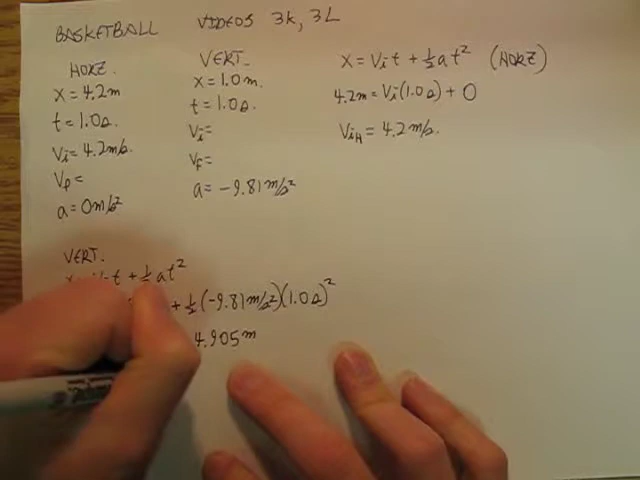 BASKETBALL VIDEOS 3K, 3L
HORZ.
x = 4.2m
t = 1.0s.
Vi = 4.2m/s.
VF =
a = 0m/s²
VERT.
x = 1.0m.
t = 1.0s.
Vi =
VF =
a = -9.81m/s²
x = Vit + ½at² (HORZ)
4.2m = Vi(1.0s) + 0
ViH = 4.2m/s.
VERT.
t + ½at²
+ ½(-9.81m/s²)(1.0s)²
4.905m